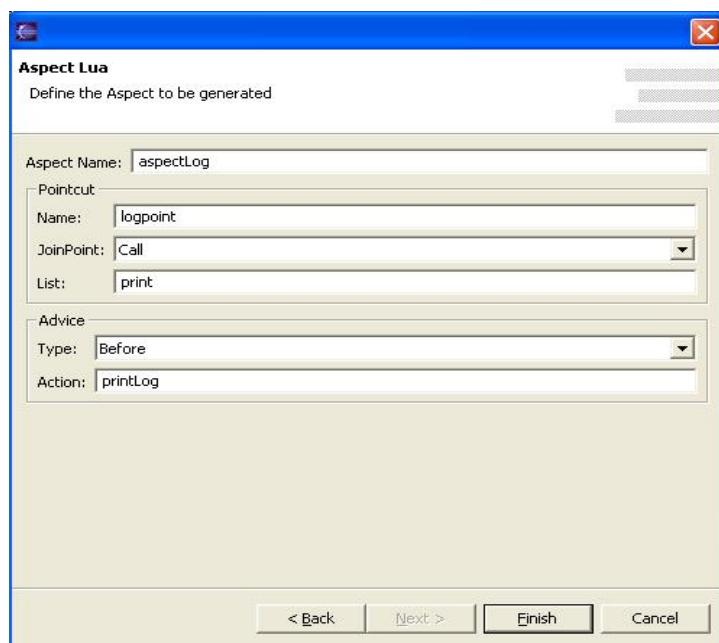 Aspect Lua
Define the Aspect to be generated
Aspect Name: aspectLog
Pointcut
Name: logpoint
JoinPoint: Call
List: print
Advice
Type: Before
Action: printLog
< Back Next > Finish Cancel